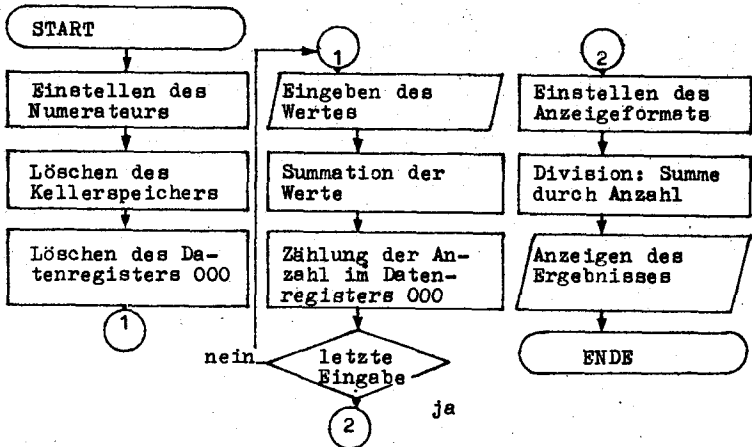 START
Einstellen des
Numerateurs
Löschen des
Kellerspeichers
Löschen des Da-
tenregisters 000
1
1
Eingeben des
Wertes
Summation der
Werte
Zählung der An-
zahl im Daten-
registers 000
nein
letzte
Eingabe
ja
2
2
Einstellen des
Anzeigeformats
Division: Summe
durch Anzahl
Anzeigen des
Ergebnisses
ENDE